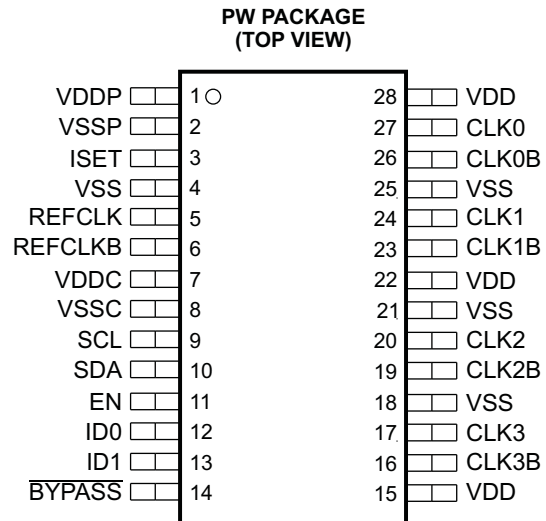 PW PACKAGE
(TOP VIEW)
VDDP 1 28 VDD
VSSP 2 27 CLK0
ISET 3 26 CLK0B
VSS 4 25 VSS
REFCLK 5 24 CLK1
REFCLKB 6 23 CLK1B
VDDC 7 22 VDD
VSSC 8 21 VSS
SCL 9 20 CLK2
SDA 10 19 CLK2B
EN 11 18 VSS
ID0 12 17 CLK3
ID1 13 16 CLK3B
BYPASS 14 15 VDD